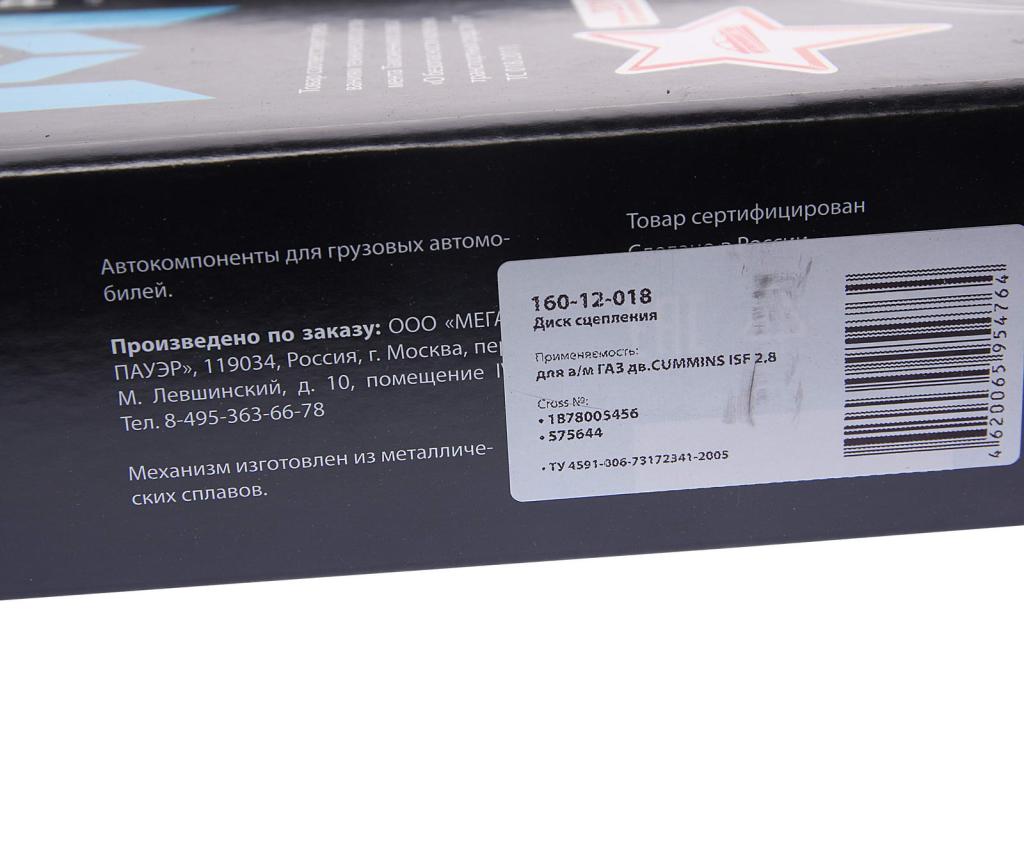 Товар сертифицирован
Автокомпоненты для грузовых автомо-
билей.
Произведено по заказу: ООО «МЕГА
ПАУЭР», 119034, Россия, г. Москва, пер
М. Левшинский, д. 10, помещение
Тел. 8-495-363-66-78
Механизм изготовлен из металличе-
ских сплавов.
160-12-018
Диск сцепления
Применяемость:
для а/м ГАЗ дв.CUMMINS ISF 2.8
Cross №:
• 1878005456
• 575644
• ТУ 4591-006-73172341-2005
46200651954764